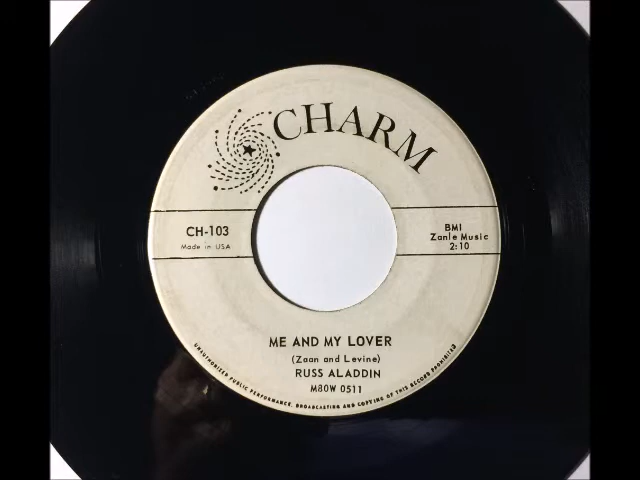 CHARM
CH-103
Made in USA
BMI
Zanle Music
2:10
ME AND MY LOVER
(Zaan and Levine)
RUSS ALADDIN
M80W 0511
UNAUTHORIZED PUBLIC PERFORMANCE, BROADCASTING AND COPYING OF THIS RECORD PROHIBITED